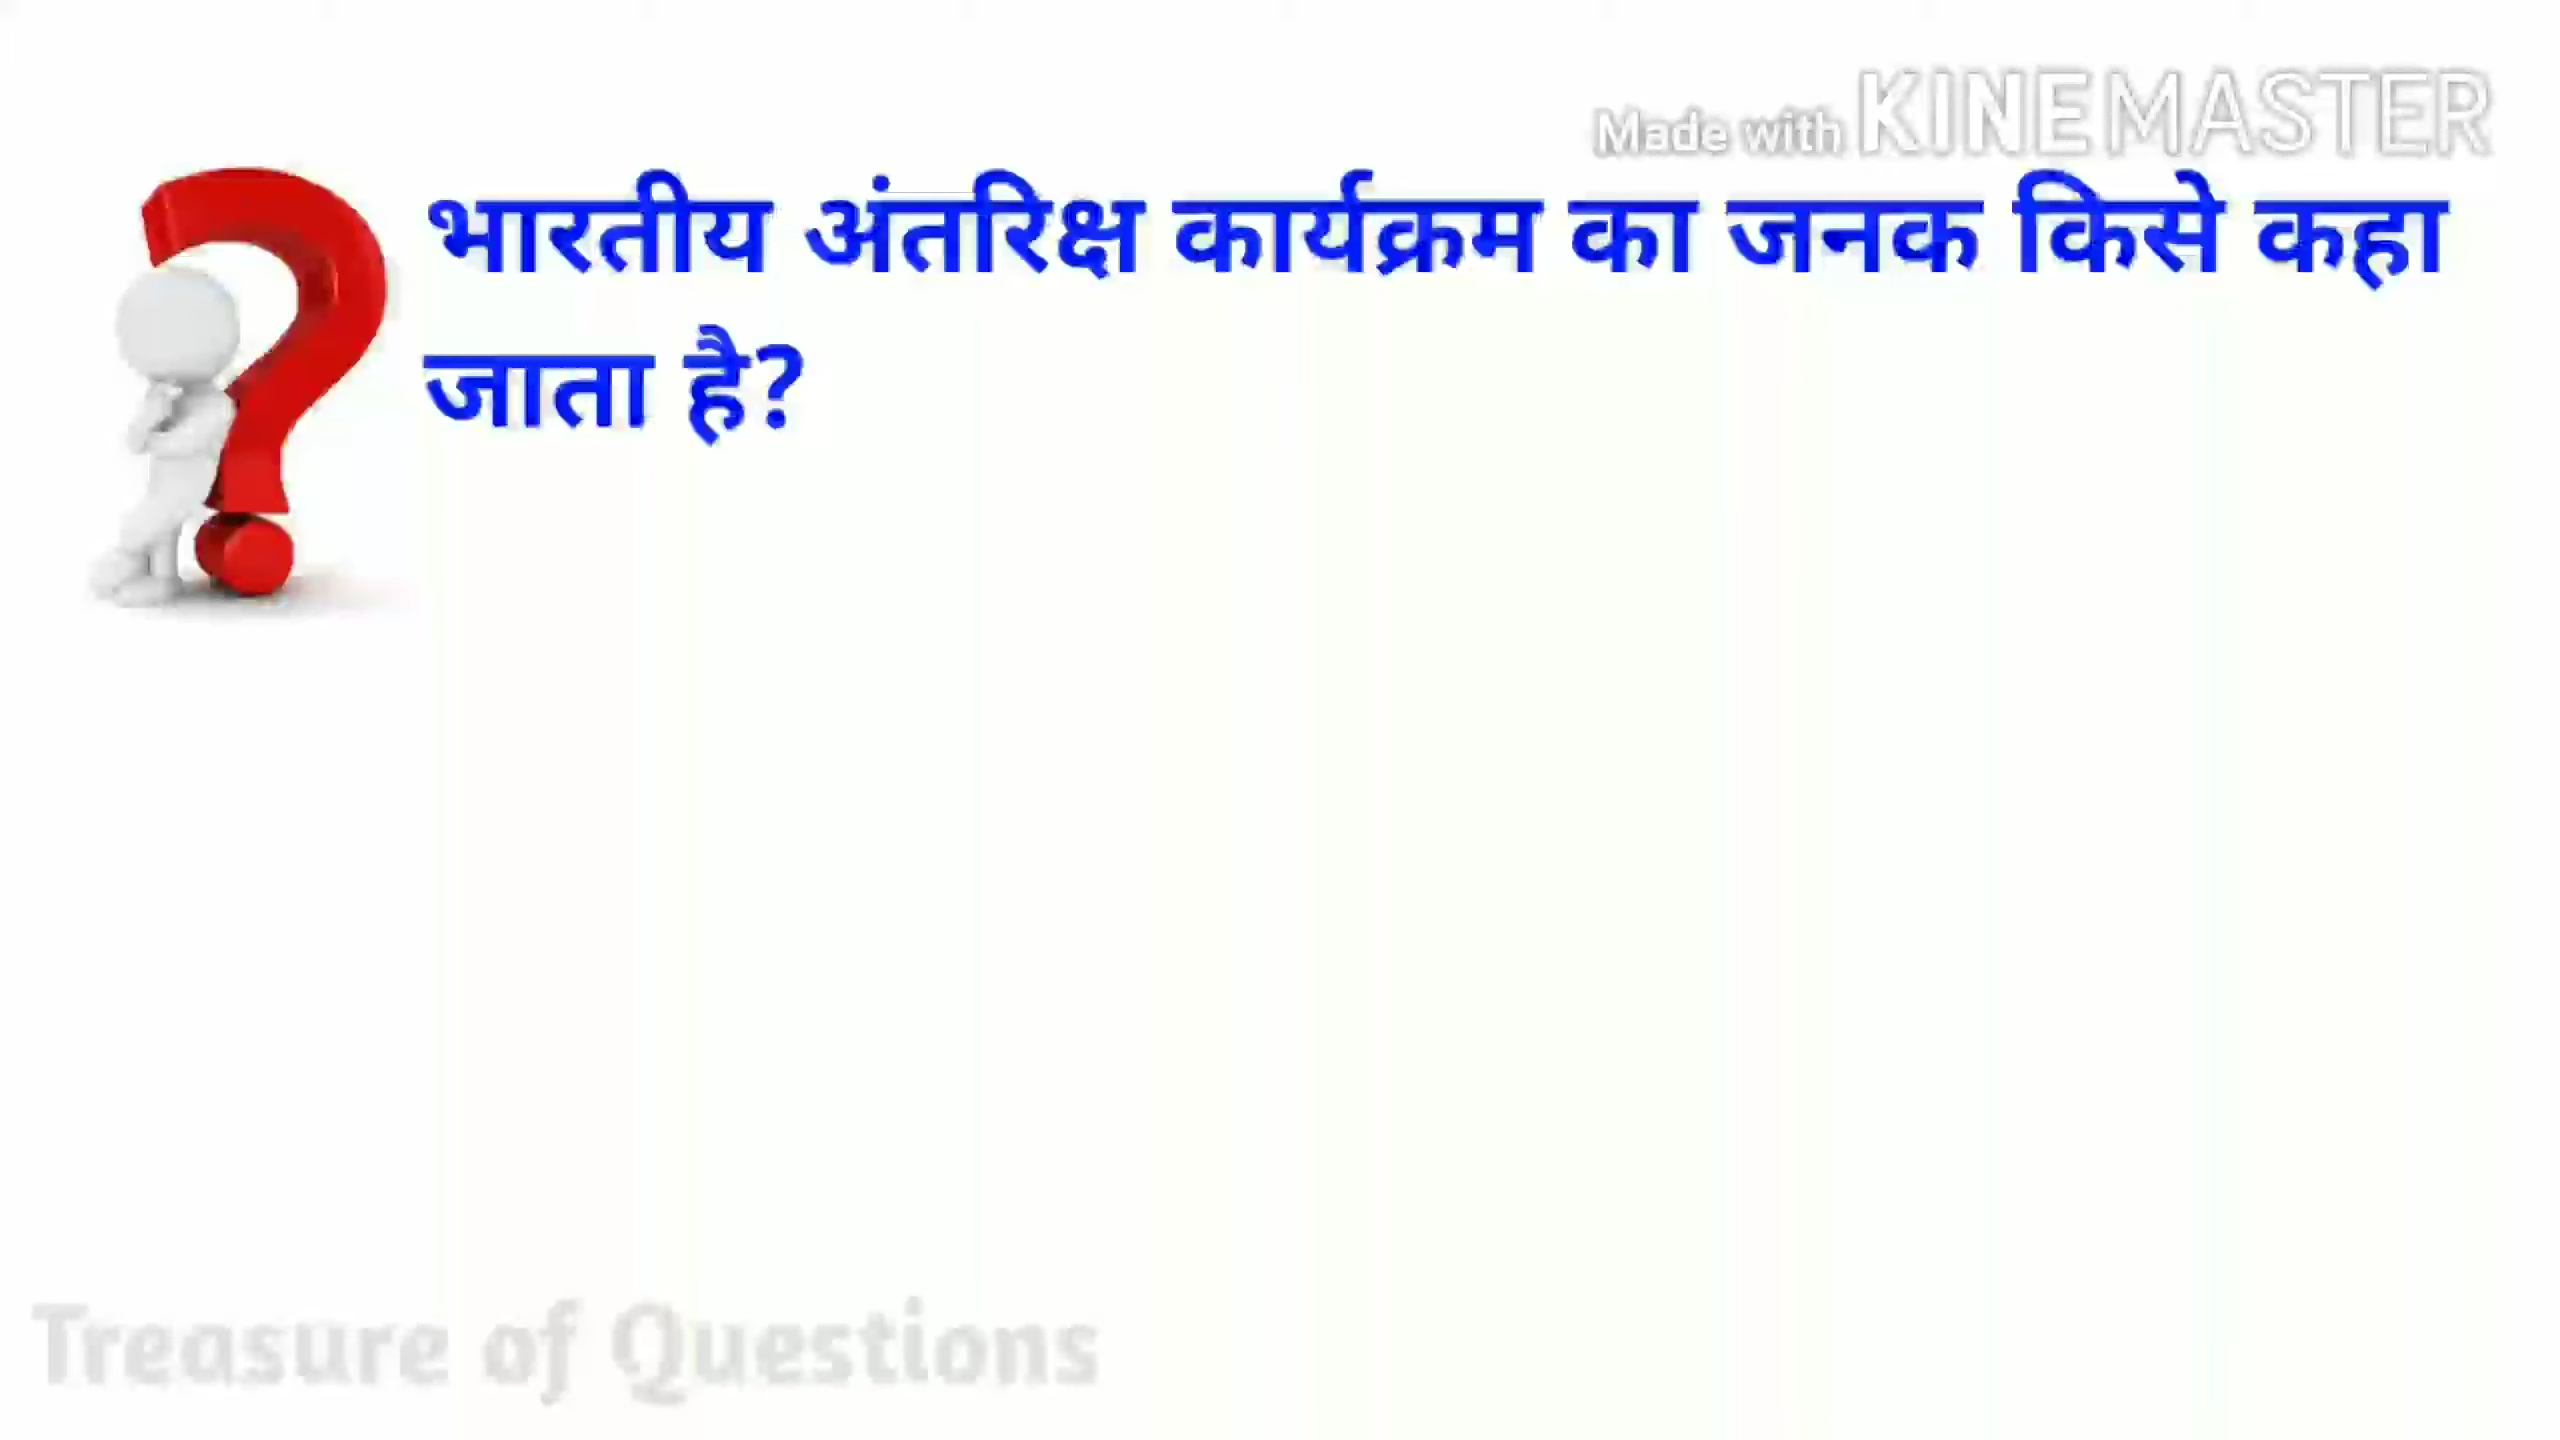 Made with KINEMASTER
भारतीय अंतरिक्ष कार्यक्रम का जनक किसे कहा
जाता है?
Treasure of Questions